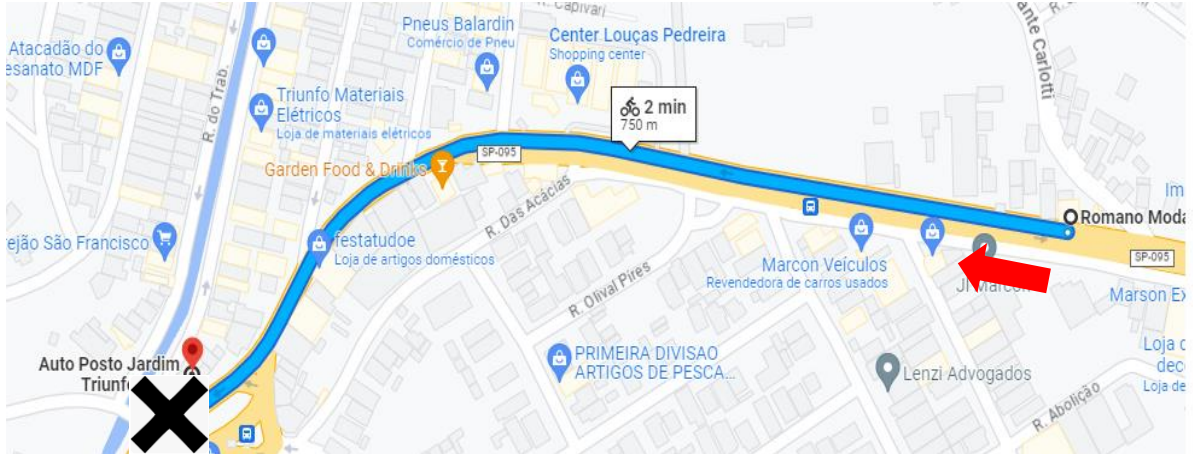 R. Capivari
Pneus Balardin
Comércio de Pneu
Center Louças Pedreira
Shopping center
Atacadão do
esanato MDF
R. do Trab.
ante Carlotti
2 min
750 m
Triunfo Materiais
Elétricos
Loja de materiais elétricos
SP-095
Garden Food & Drinks
R. Das Acácias
Im
Romano Moda
ejão São Francisco
festatudoe
Loja de artigos domésticos
SP-095
Marcon Veículos
Revendedora de carros usados
R. Olival Pires
Marson Ex
Auto Posto Jardim
PRIMEIRA DIVISAO
ARTIGOS DE PESCA...
Lenzi Advogados
Loja d
dec
Loja de
R. Abolição